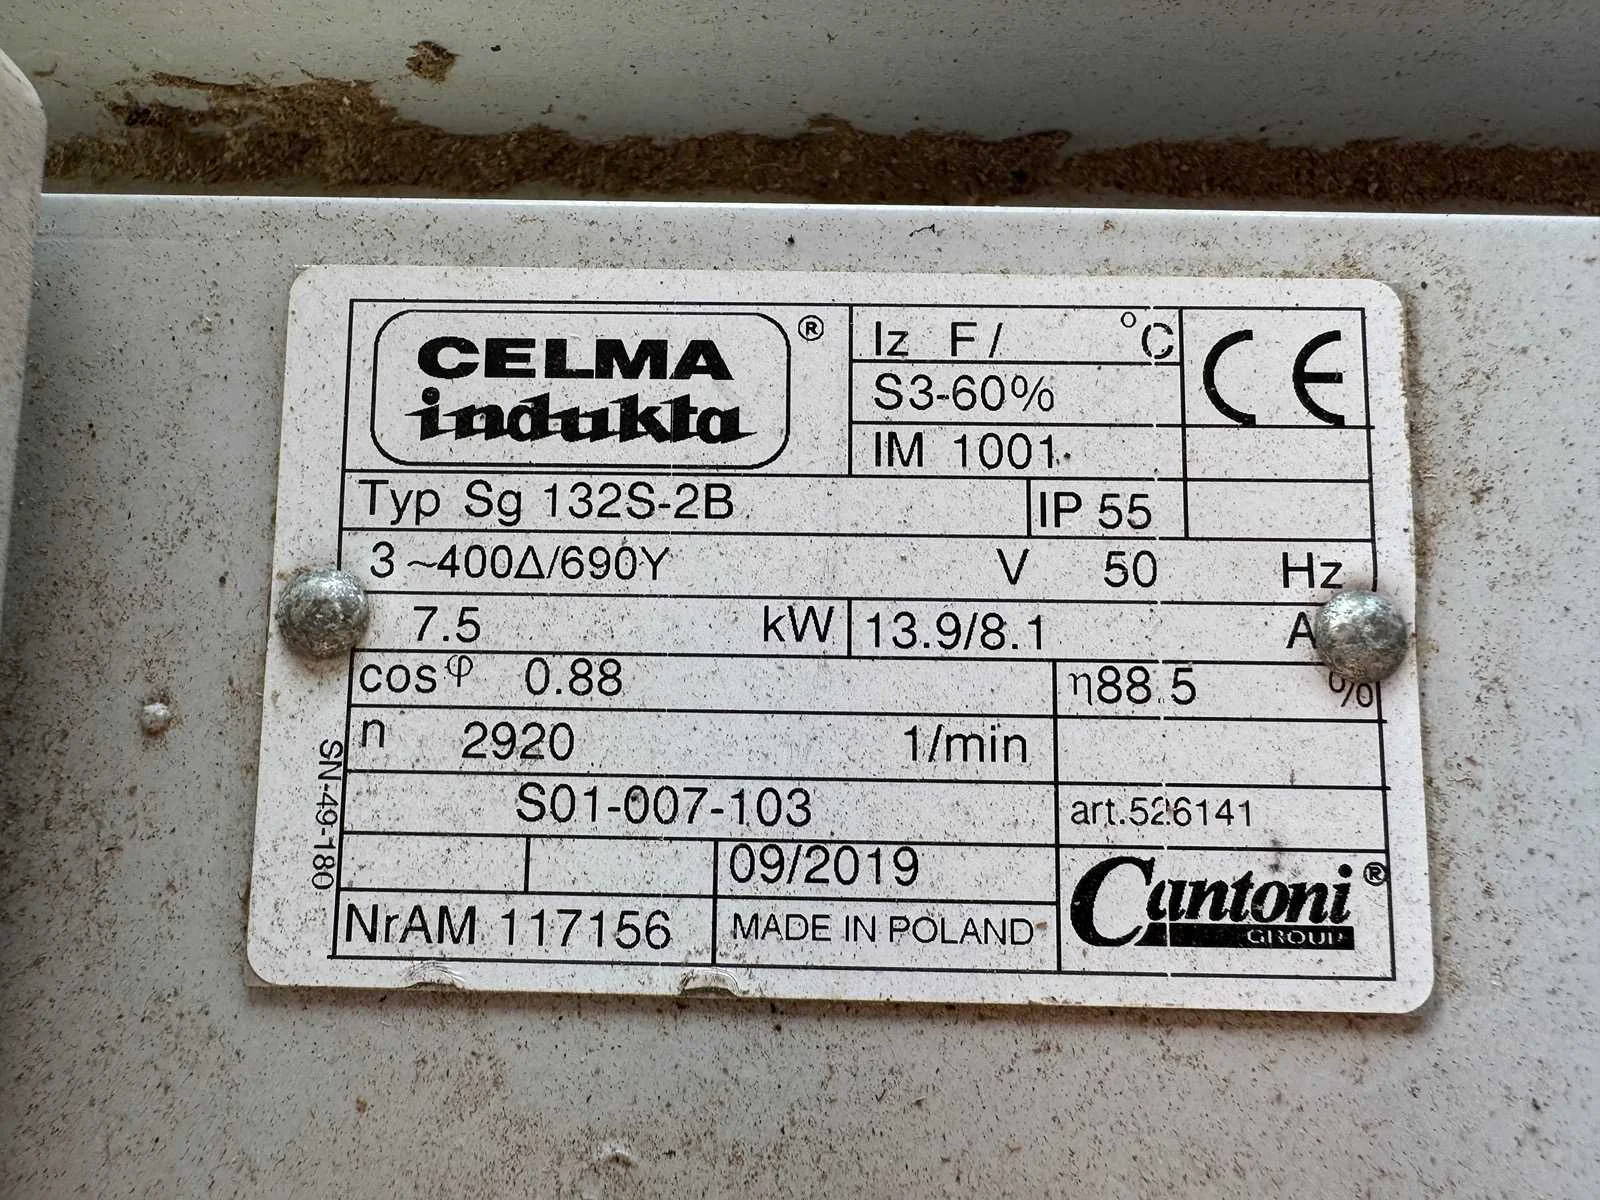 CELMA ®
indukta
Iz F/ °C
S3-60%
IM 1001
CE
Typ Sg 132S-2B IP 55
3 ~400Δ/690Y V 50 Hz
7.5 kW 13.9/8.1 A
cosφ 0.88 η88.5 %
n 2920 1/min
S01-007-103 art.526141
09/2019
NrAM 117156 MADE IN POLAND
Cantoni ®
GROUP
SN-49-180